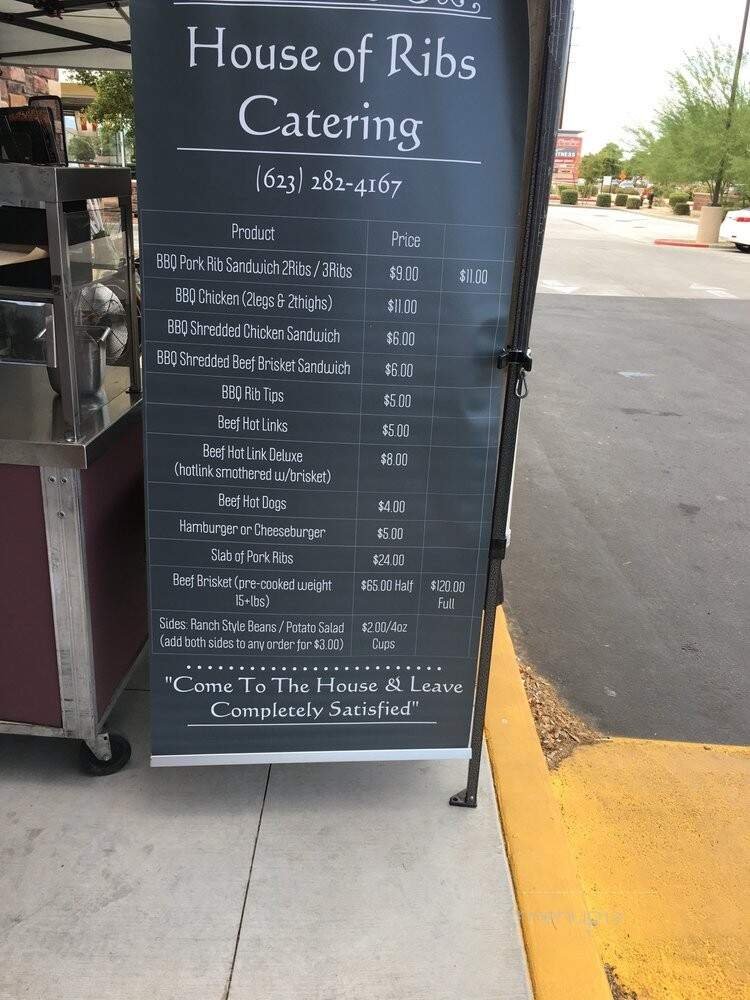 House of Ribs
Catering
(623) 282-4167
Product Price
BBQ Pork Rib Sandwich 2Ribs / 3Ribs $9.00 $11.00
BBQ Chicken (2legs & 2thighs) $11.00
BBQ Shredded Chicken Sandwich $6.00
BBQ Shredded Beef Brisket Sandwich $6.00
BBQ Rib Tips $5.00
Beef Hot Links $5.00
Beef Hot Link Deluxe $8.00
(hotlink smothered w/brisket)
Beef Hot Dogs $4.00
Hamburger or Cheeseburger $5.00
Slab of Pork Ribs $24.00
Beef Brisket (pre-cooked weight $65.00 Half $120.00
15+lbs) Full
Sides: Ranch Style Beans / Potato Salad $2.00/4oz
(add both sides to any order for $3.00) Cups
"Come To The House & Leave
Completely Satisfied"